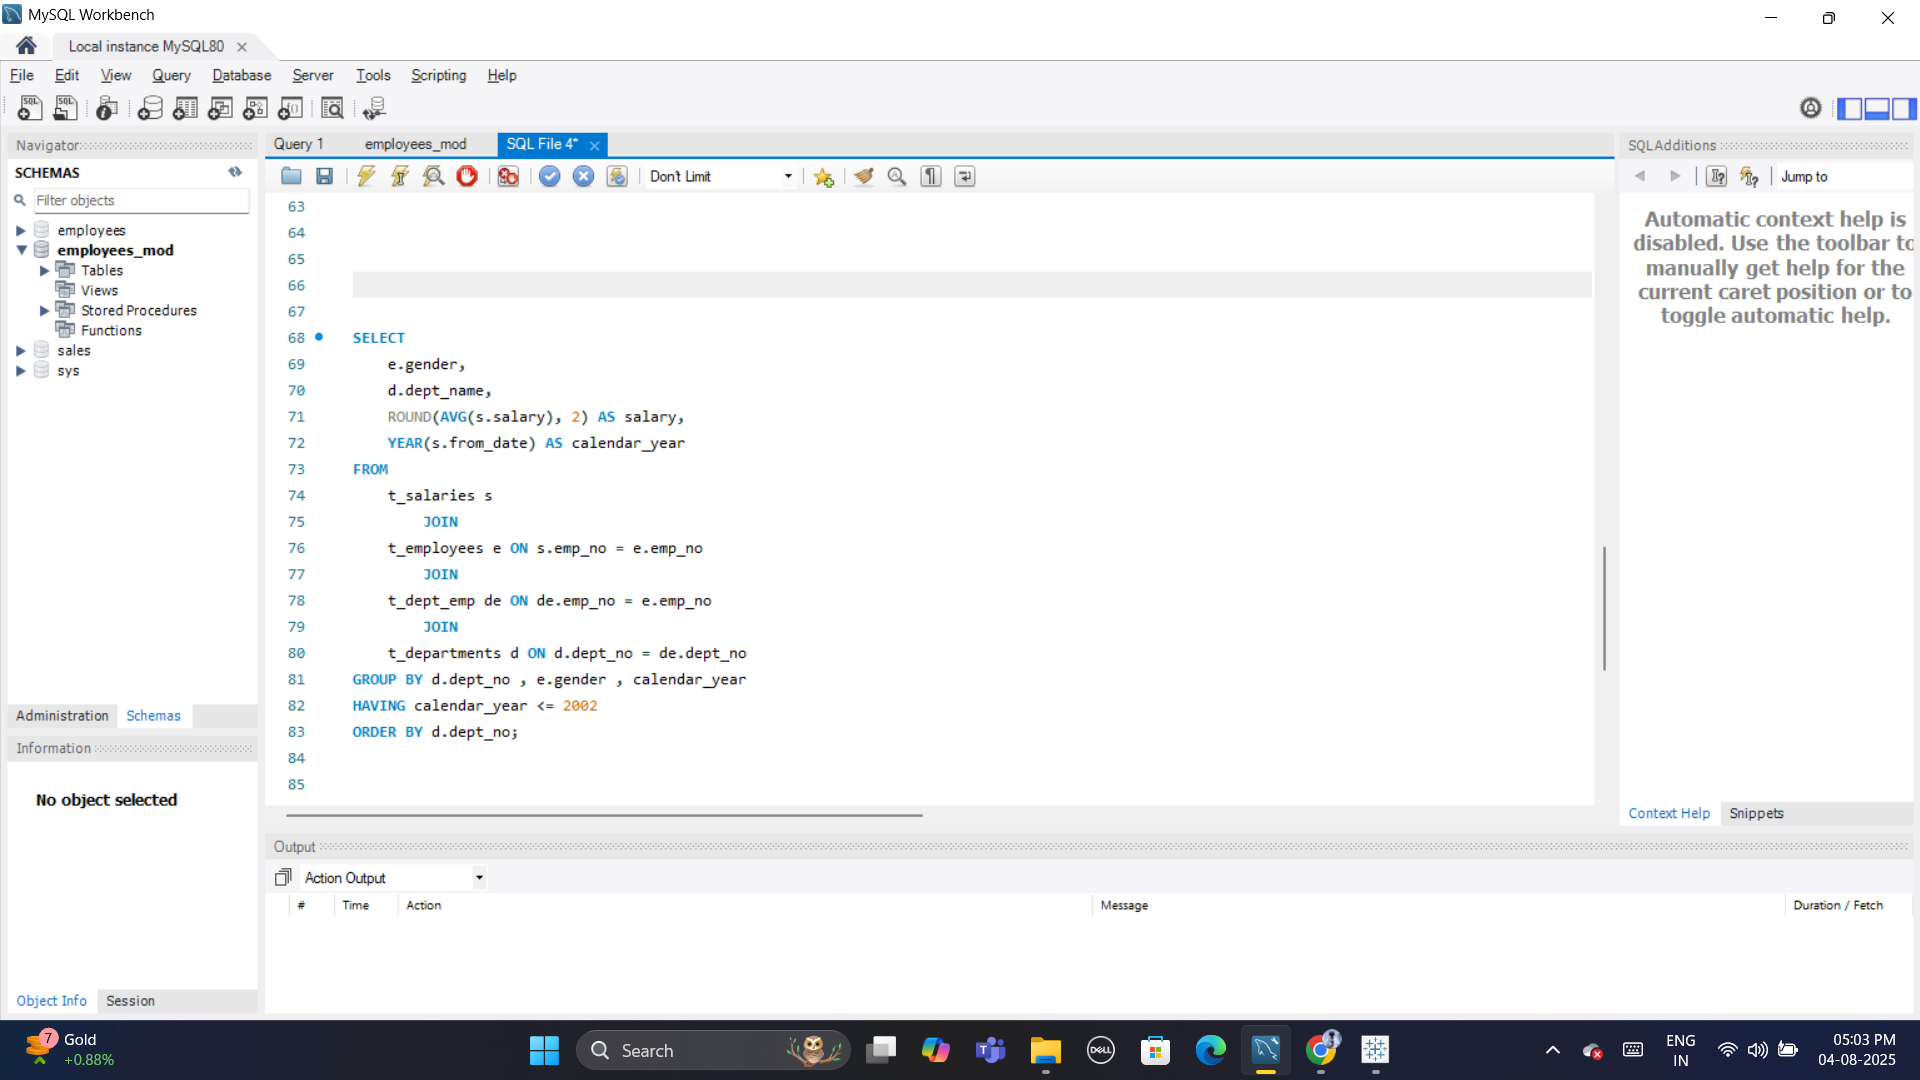 MySQL Workbench
Local instance MySQL80
File Edit View Query Database Server Tools Scripting Help
Navigator
SCHEMAS
Filter objects
employees
employees_mod
Tables
Views
Stored Procedures
Functions
sales
sys
Administration Schemas
Information
No object selected
Object Info Session
Query 1 employees_mod SQL File 4*
Don't Limit
63
64
65
66
67
68 SELECT
69 e.gender,
70 d.dept_name,
71 ROUND(AVG(s.salary), 2) AS salary,
72 YEAR(s.from_date) AS calendar_year
73 FROM
74 t_salaries s
75 JOIN
76 t_employees e ON s.emp_no = e.emp_no
77 JOIN
78 t_dept_emp de ON de.emp_no = e.emp_no
79 JOIN
80 t_departments d ON d.dept_no = de.dept_no
81 GROUP BY d.dept_no , e.gender , calendar_year
82 HAVING calendar_year <= 2002
83 ORDER BY d.dept_no;
84
85
SQLAdditions
Jump to
Automatic context help is
disabled. Use the toolbar to
manually get help for the
current caret position or to
toggle automatic help.
Context Help Snippets
Output
Action Output
# Time Action Message Duration / Fetch
7
Gold
+0.88%
Search
DELL
ENG
IN
05:03 PM
04-08-2025